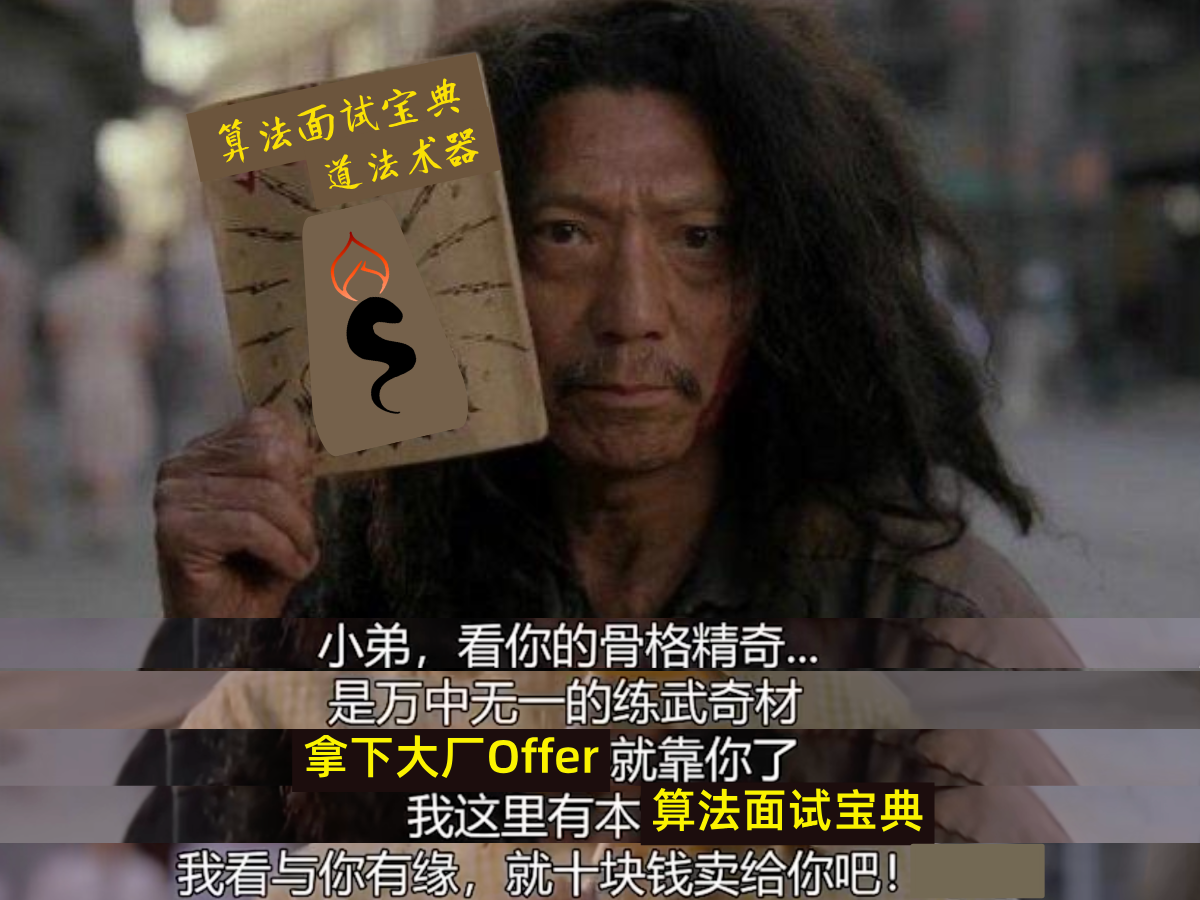 算法面试宝典
道法术器
小弟，看你的骨格精奇...
是万中无一的练武奇材
拿下大厂Offer就靠你了
我这里有本算法面试宝典
我看与你有缘，就十块钱卖给你吧！